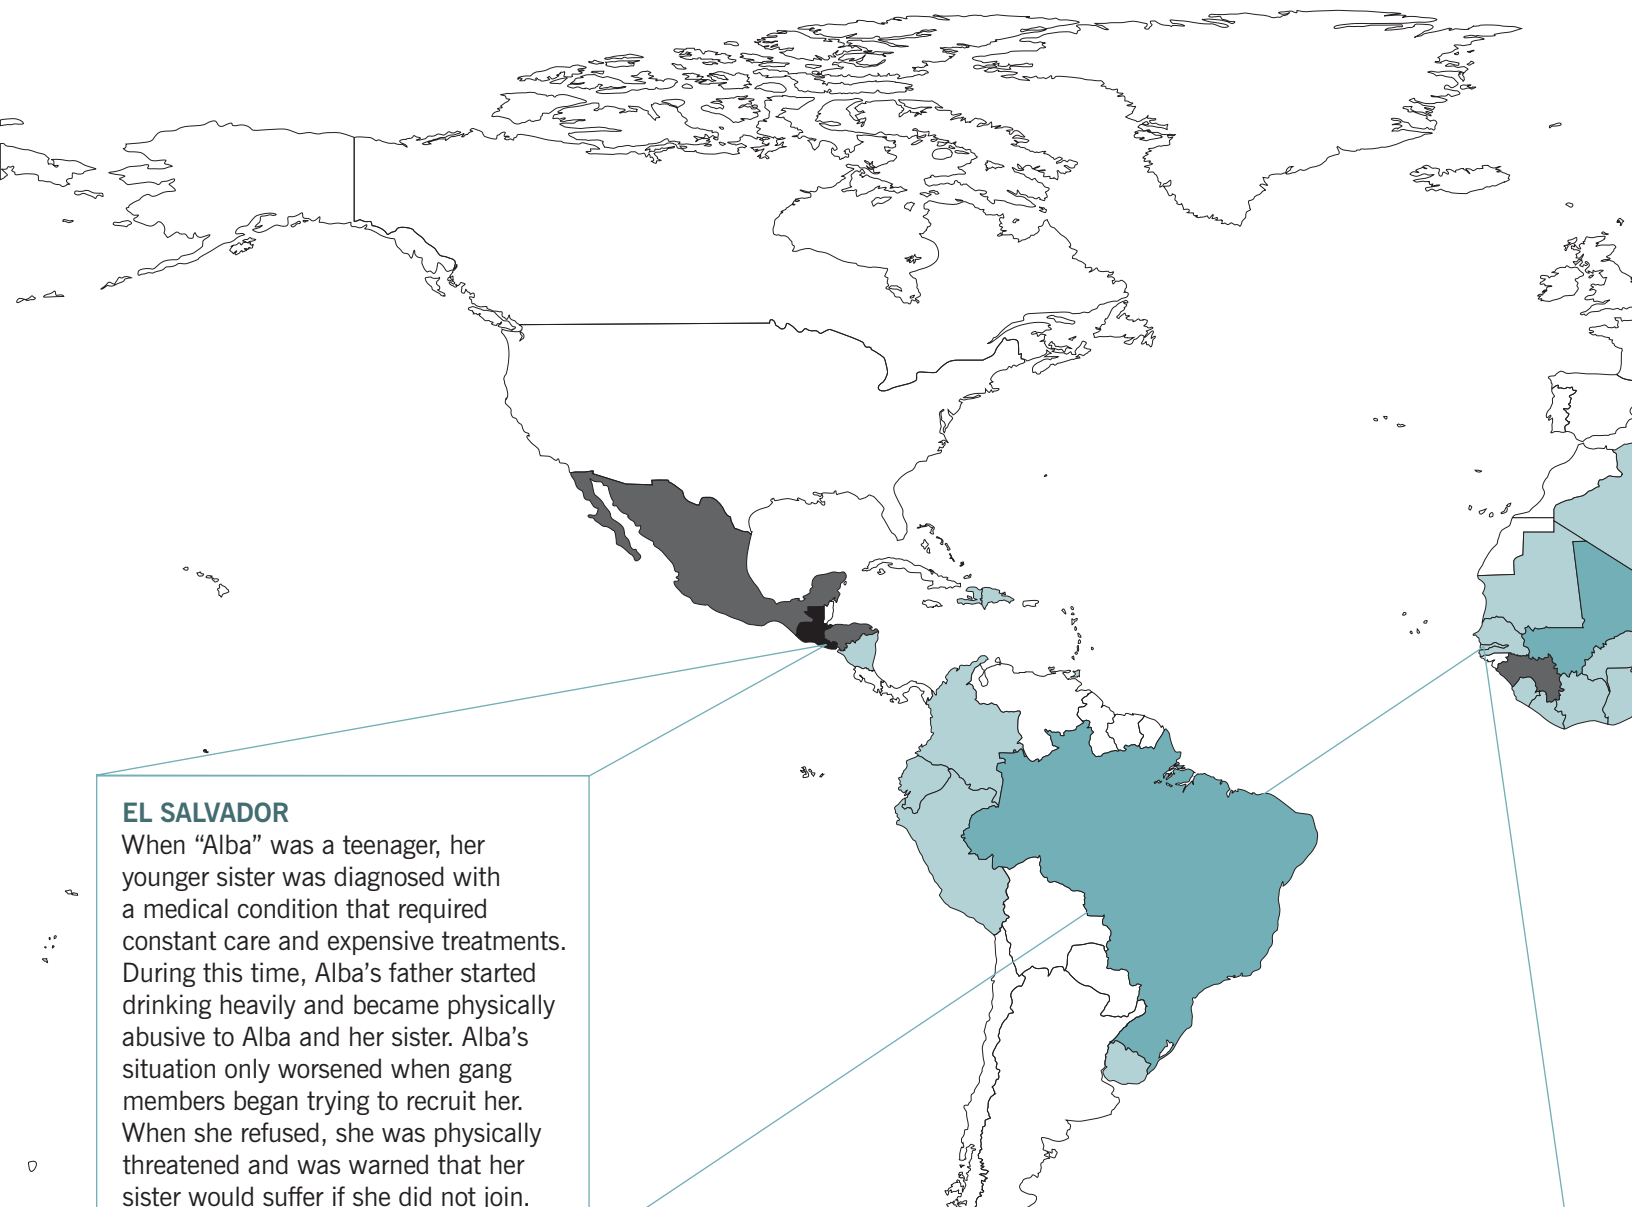 EL SALVADOR
When “Alba” was a teenager, her
younger sister was diagnosed with
a medical condition that required
constant care and expensive treatments.
During this time, Alba’s father started
drinking heavily and became physically
abusive to Alba and her sister. Alba’s
situation only worsened when gang
members began trying to recruit her.
When she refused, she was physically
threatened and was warned that her
sister would suffer if she did not join.